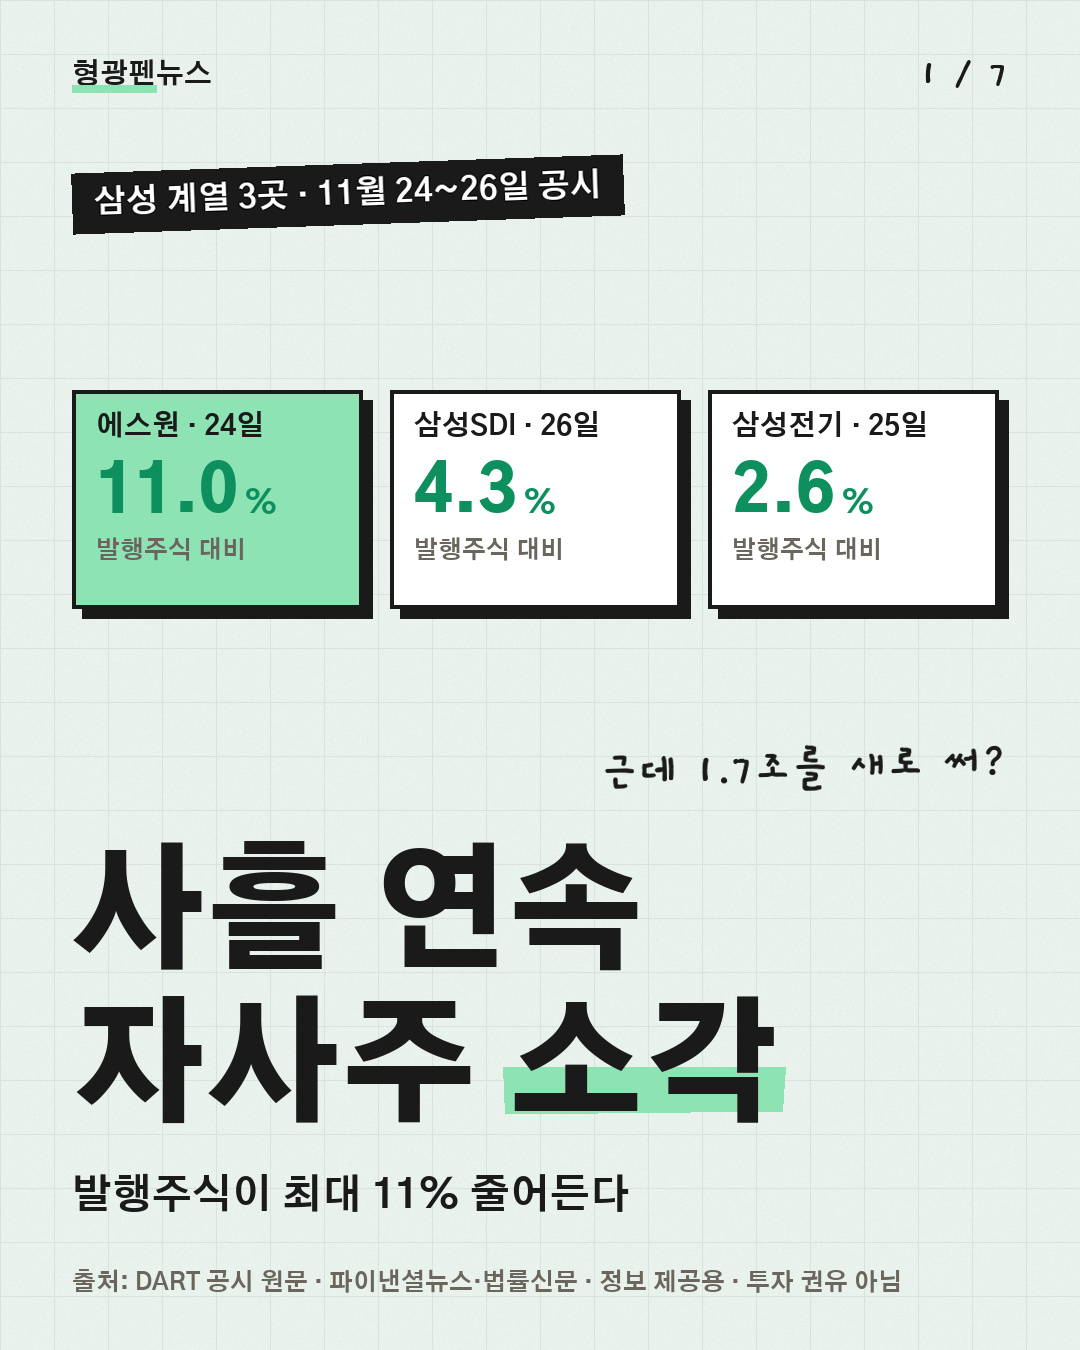 형광펜뉴스
1 / 7
삼성 계열 3곳 · 11월 24~26일 공시
에스원 · 24일
11.0%
발행주식 대비
삼성SDI · 26일
4.3%
발행주식 대비
삼성전기 · 25일
2.6%
발행주식 대비
근데 1.7조를 새로 써?
사흘 연속
자사주 소각
발행주식이 최대 11% 줄어든다
출처: DART 공시 원문 · 파이낸셜뉴스·법률신문 · 정보 제공용 · 투자 권유 아님